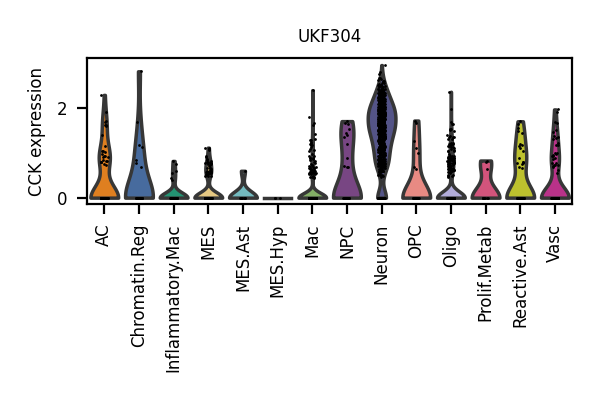 UKF304
CCK expression
2
0
AC
Chromatin.Reg
Inflammatory.Mac
MES
MES.Ast
MES.Hyp
Mac
NPC
Neuron
OPC
Oligo
Prolif.Metab
Reactive.Ast
Vasc